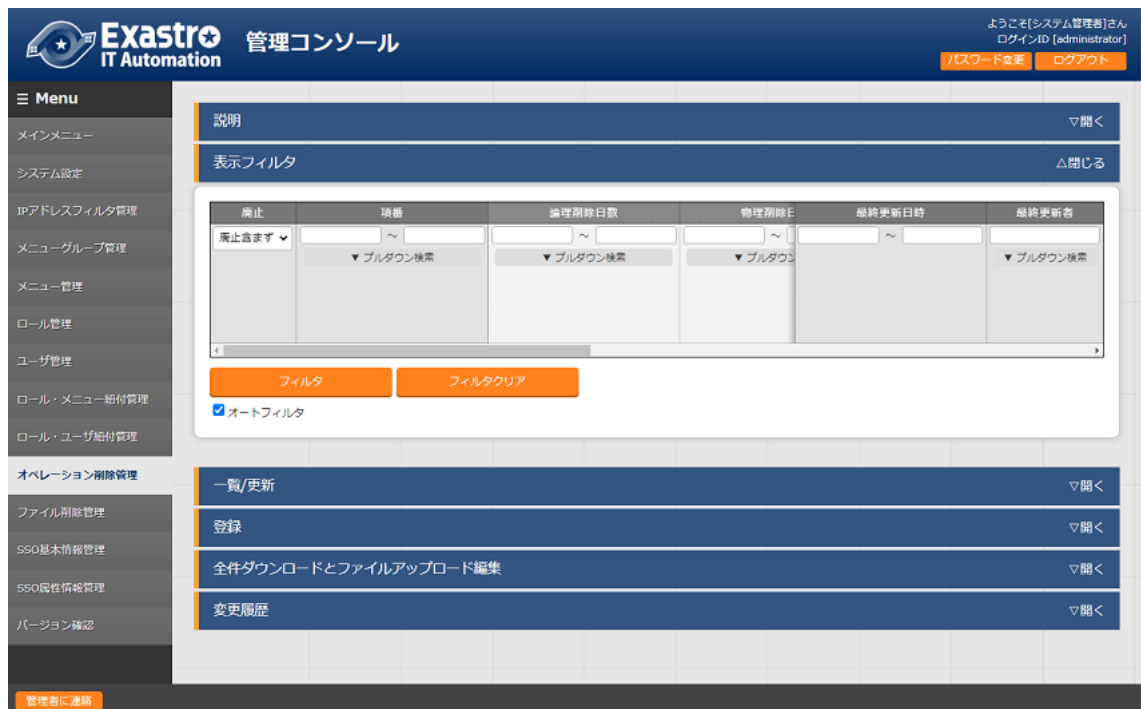 Exastro
IT Automation
管理コンソール
ようこそ[システム管理者]さん
ログインID [administrator]
パスワード変更
ログアウト
Menu
メインメニュー
システム設定
IPアドレスフィルタ管理
メニューグループ管理
メニュー管理
ロール管理
ユーザ管理
ロール・メニュー紐付管理
ロール・ユーザ紐付管理
オペレーション削除管理
ファイル削除管理
SSO基本情報管理
SSO属性情報管理
バージョン確認
説明
▽開く
表示フィルタ
△閉じる
廃止 項番 論理削除日数 物理削除 最終更新日時 最終更新者
廃止含まず ~ ~ ~ ~
▼ プルダウン検索 ▼ プルダウン検索 ▼ プルダウン ▼ プルダウン検索
フィルタ フィルタクリア
オートフィルタ
一覧/更新
▽開く
登録
▽開く
全件ダウンロードとファイルアップロード編集
▽開く
変更履歴
▽開く
管理者に連絡